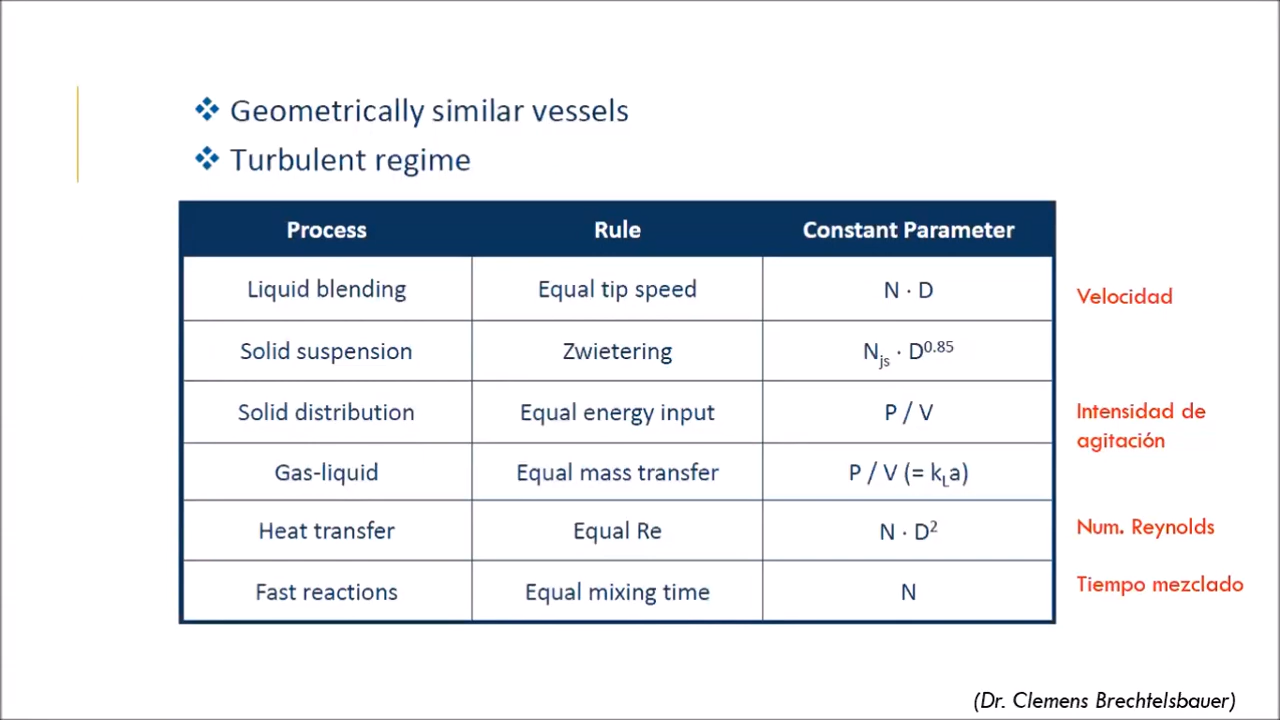 ❖ Geometrically similar vessels
❖ Turbulent regime
Process Rule Constant Parameter
Liquid blending Equal tip speed N · D Velocidad
Solid suspension Zwietering Njs · D^0.85
Solid distribution Equal energy input P / V Intensidad de
agitación
Gas-liquid Equal mass transfer P / V (= kLa)
Heat transfer Equal Re N · D² Num. Reynolds
Fast reactions Equal mixing time N Tiempo mezclado
(Dr. Clemens Brechtelsbauer)